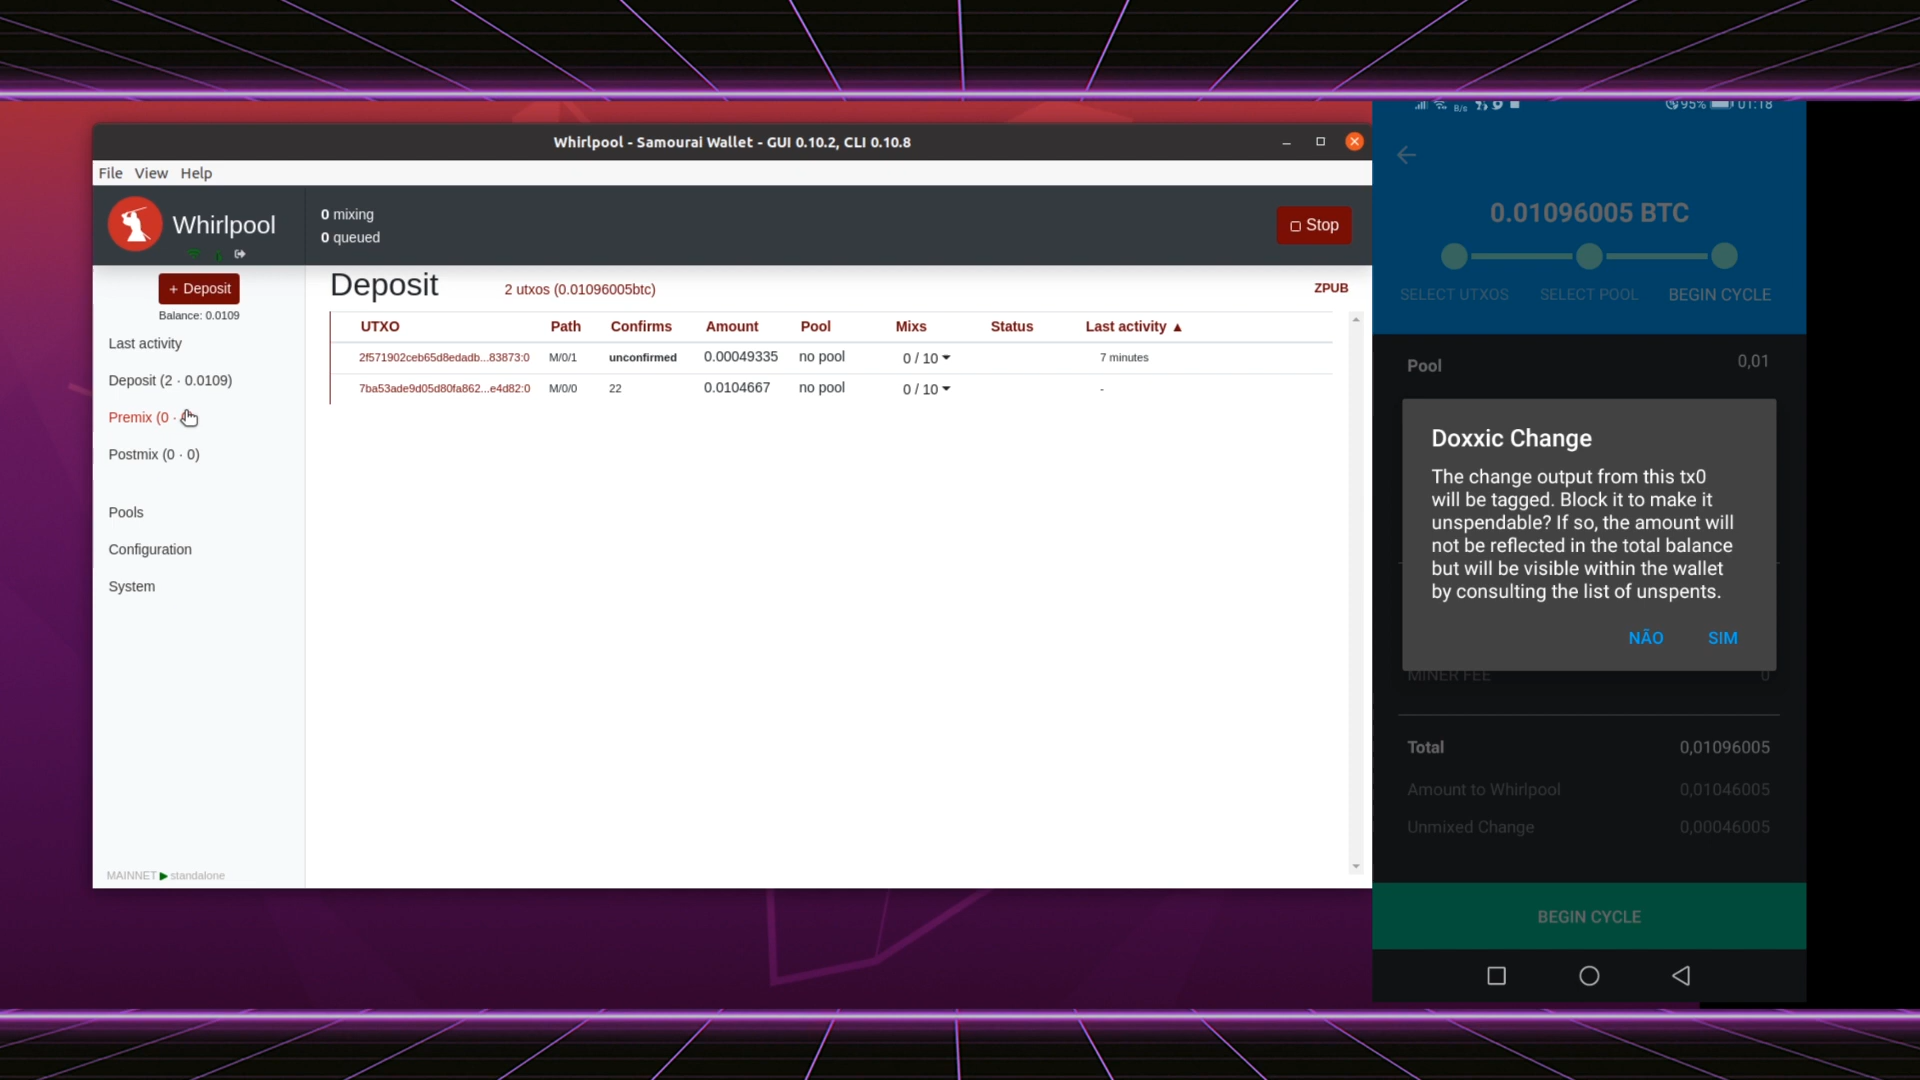 Whirlpool - Samourai Wallet - GUI 0.10.2, CLI 0.10.8
File View Help
Whirlpool
0 mixing
0 queued
Stop
+ Deposit
Balance: 0.0109
Last activity
Deposit (2 · 0.0109)
Premix (0 ·
Postmix (0 · 0)
Pools
Configuration
System
MAINNET standalone
Deposit 2 utxos (0.01096005btc) ZPUB
UTXO Path Confirms Amount Pool Mixs Status Last activity ▲
2f571902ceb65d8edadb...83873:0 M/0/1 unconfirmed 0.00049335 no pool 0 / 10 7 minutes
7ba53ade9d05d80fa862...e4d82:0 M/0/0 22 0.0104667 no pool 0 / 10 -
B/s 95% 01:18
0.01096005 BTC
SELECT UTXOS SELECT POOL BEGIN CYCLE
Pool 0,01
Doxxic Change
The change output from this tx0
will be tagged. Block it to make it
unspendable? If so, the amount will
not be reflected in the total balance
but will be visible within the wallet
by consulting the list of unspents.
NÃO SIM
MINER FEE 0
Total 0,01096005
Amount to Whirlpool 0,01046005
Unmixed Change 0,00046005
BEGIN CYCLE